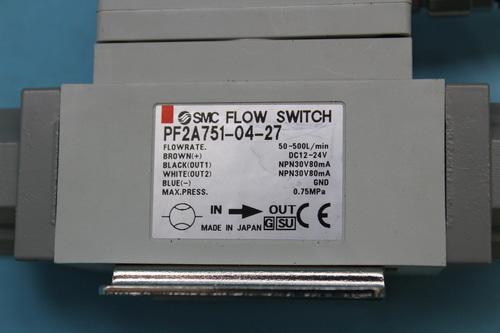 SMC FLOW SWITCH
PF2A751-04-27
FLOWRATE. 50-500L/min
BROWN(+) DC12-24V
BLACK(OUT1) NPN30V80mA
WHITE(OUT2) NPN30V80mA
BLUE(-) GND
MAX.PRESS. 0.75MPa
IN OUT CE
MADE IN JAPAN G SU